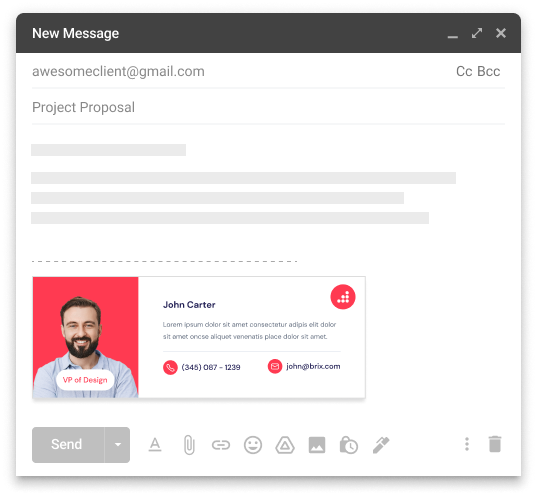 New Message
awesomeclient@gmail.com Cc Bcc
Project Proposal
John Carter
Lorem ipsum dolor sit amet consectetur adipis elit dolor
sit amet oncse aliquet venenatis place dolor sit amet.
VP of Design
(345) 087 - 1239 john@brix.com
Send